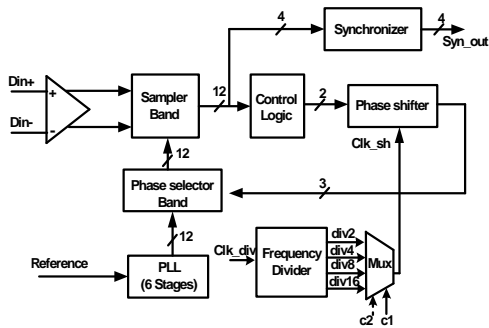 4
Synchronizer
4
Syn_out
Din+
+
Din-
-
Sampler
Band
12
Control
Logic
2
Phase shifter
Clk_sh
12
Phase selector
Band
3
12
Reference
PLL
(6 Stages)
Clk_div
Frequency
Divider
div2
div4
div8
div16
Mux
c2
c1